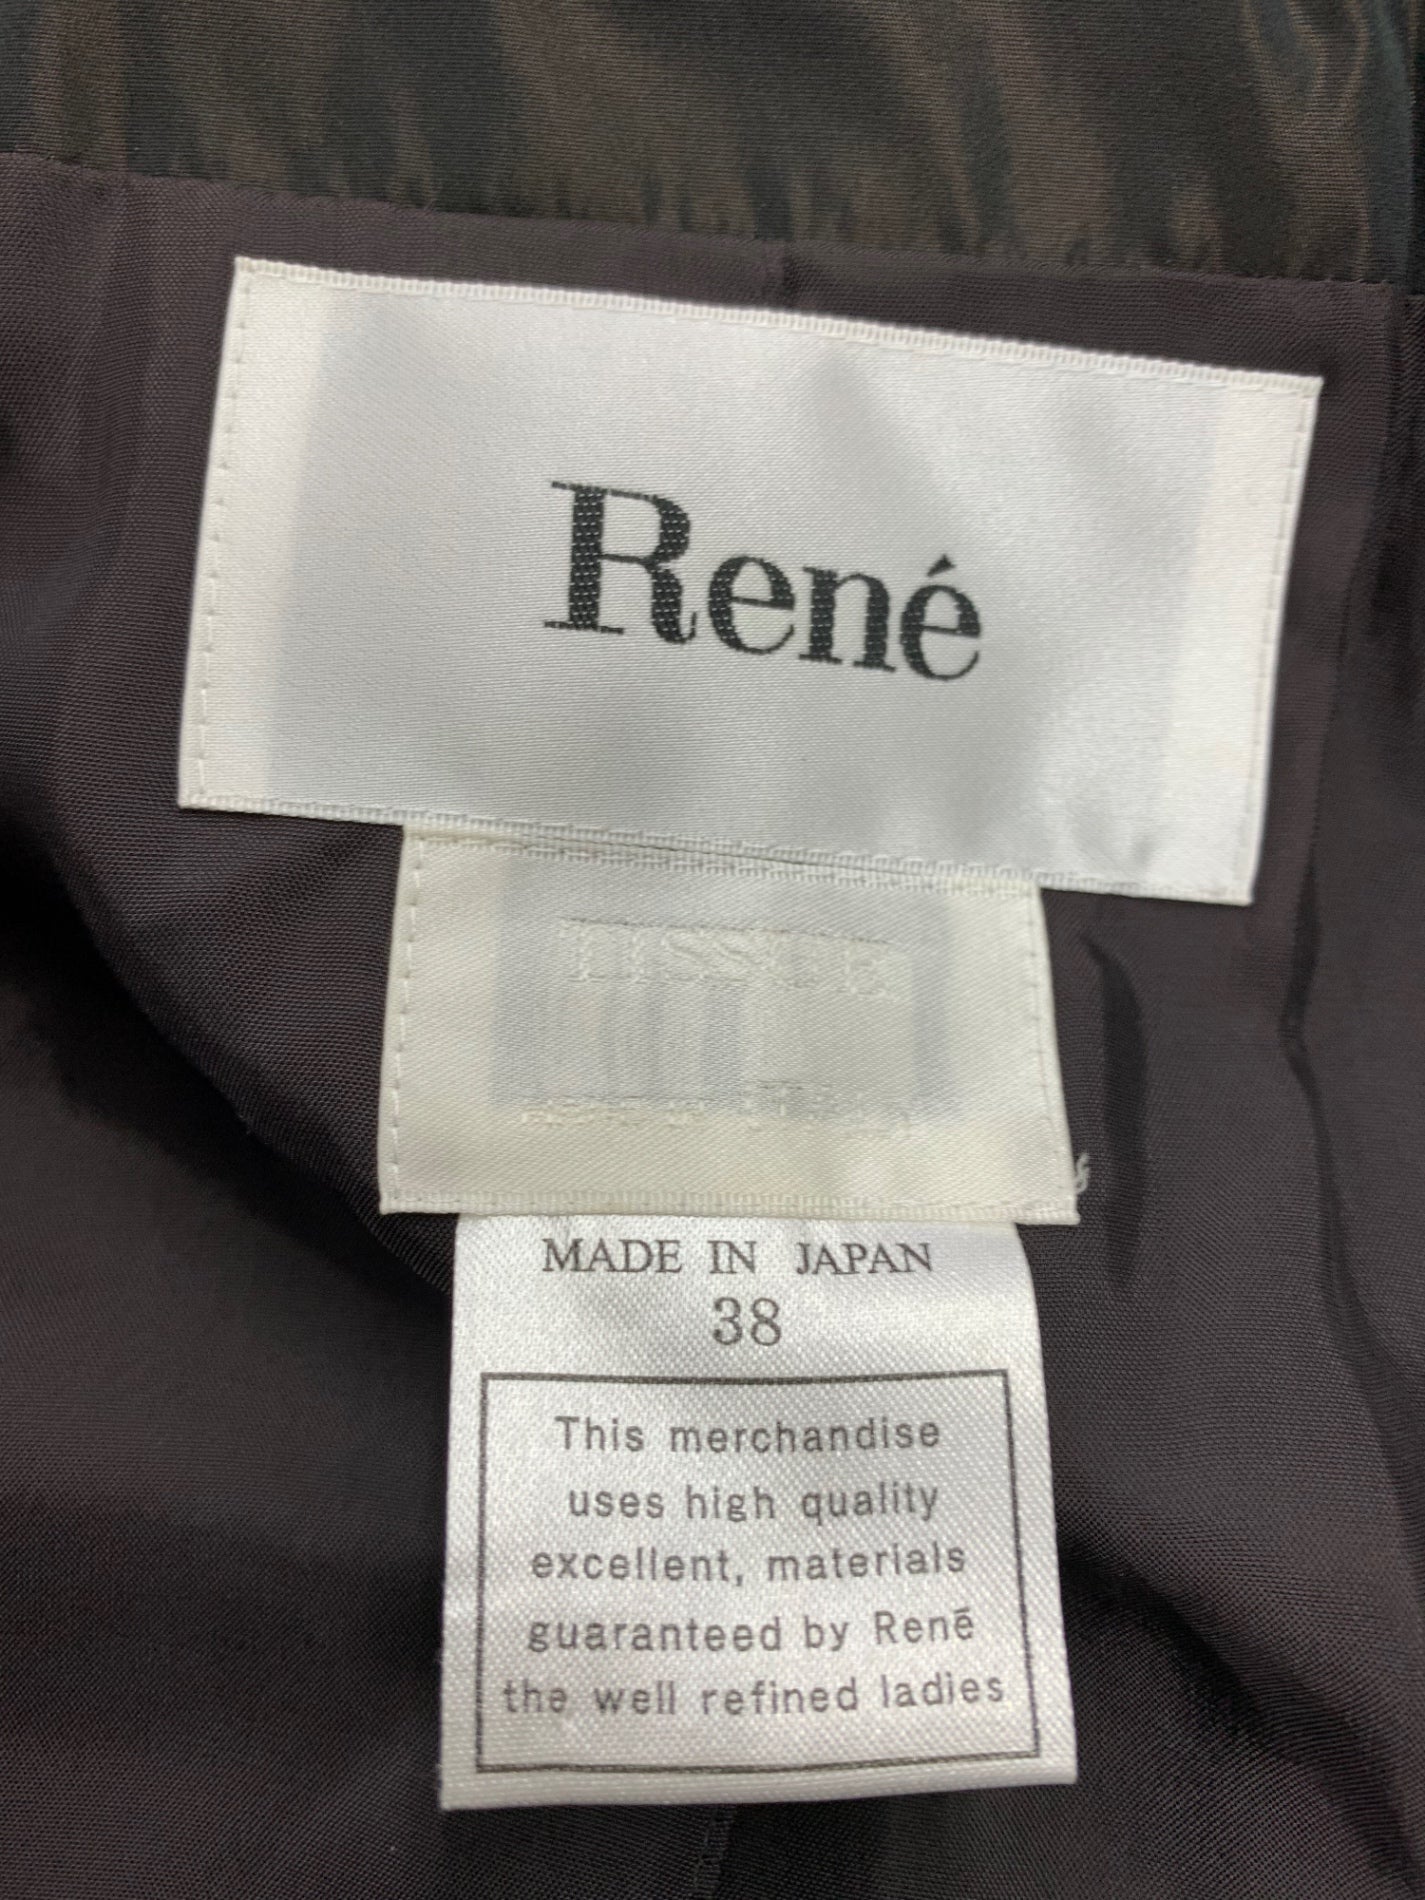 René
TISSUE
MADE IN JAPAN
38
This merchandise
uses high quality
excellent, materials
guaranteed by Renē
the well refined ladies